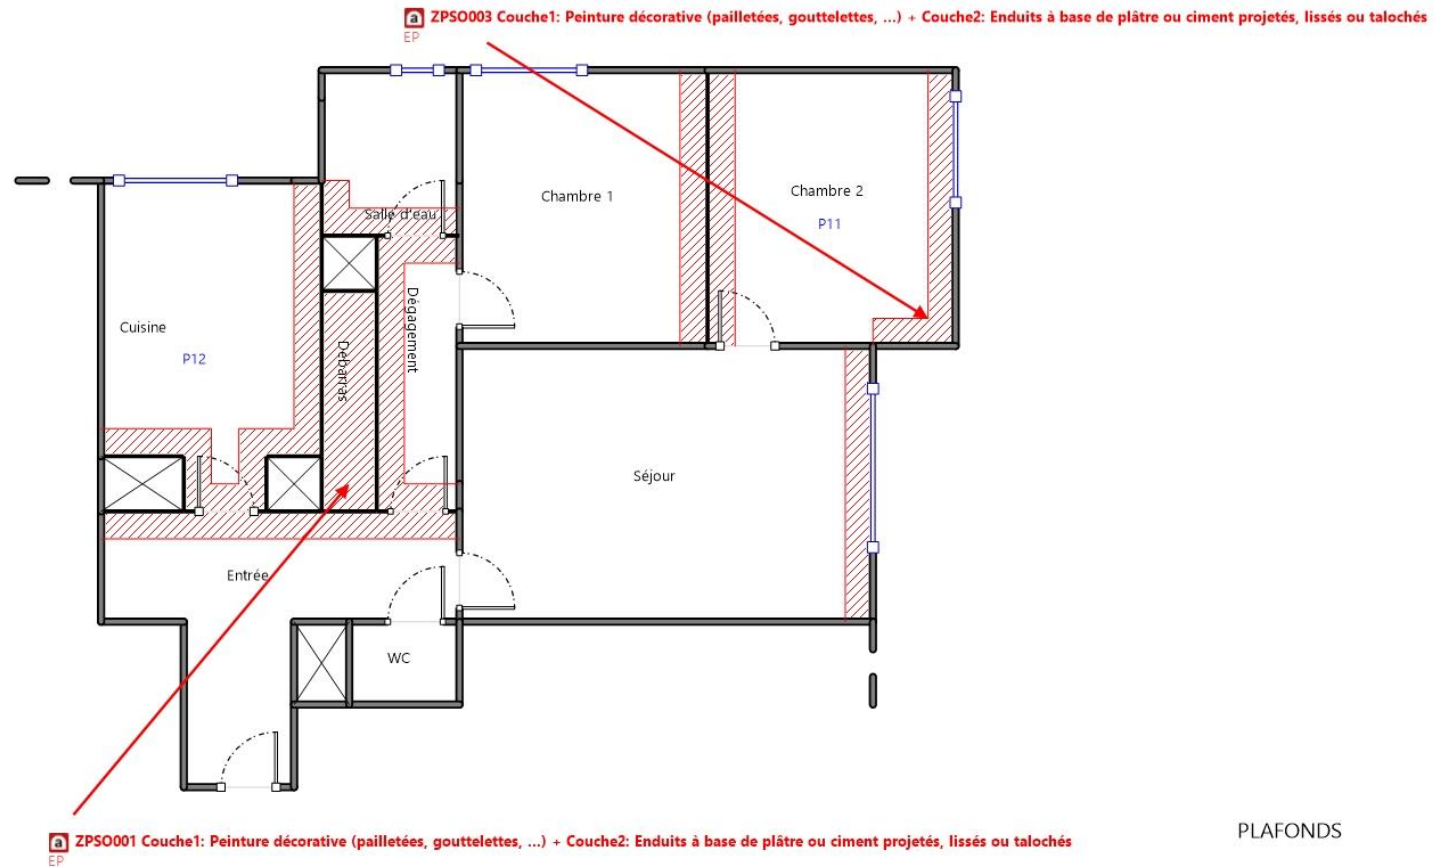 a ZPSO003 Couche1: Peinture décorative (pailletées, gouttelettes, ...) + Couche2: Enduits à base de plâtre ou ciment projetés, lissés ou talochés
EP
Chambre 2
Chambre 1
Salle d'eau
P11
Dégagement
Cuisine
Débarras
P12
Séjour
Entrée
WC
PLAFONDS
a ZPSO001 Couche1: Peinture décorative (pailletées, gouttelettes, ...) + Couche2: Enduits à base de plâtre ou ciment projetés, lissés ou talochés
EP